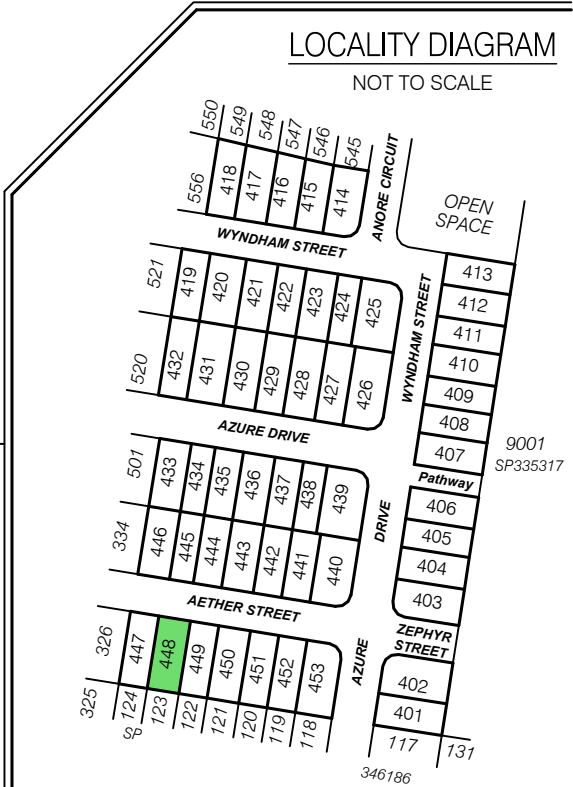 LOCALITY DIAGRAM
NOT TO SCALE
550 549 548 547 546 545
556 418 417 416 415 414
ANORE CIRCUIT
OPEN
SPACE
WYNDHAM STREET
521 419 420 421 422 423 424 425
WYNDHAM STREET
413
412
411
410
409
408
407
520 432 431 430 429 428 427 426
9001
SP335317
AZURE DRIVE
Pathway
501 433 434 435 436 437 438 439
DRIVE
406
405
404
403
334 446 445 444 443 442 441 440
AETHER STREET
ZEPHYR
STREET
326 447 448 449 450 451 452 453
AZURE
402
401
325 124 123 122 121 120 119 118
SP
117 131
346186